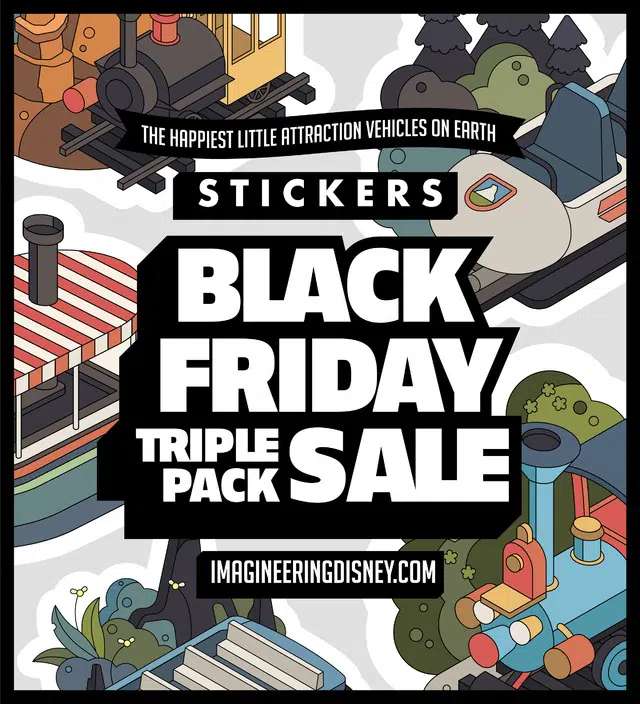 THE HAPPIEST LITTLE ATTRACTION VEHICLES ON EARTH
STICKERS
BLACK
FRIDAY
TRIPLE
PACK
SALE
IMAGINEERINGDISNEY.COM